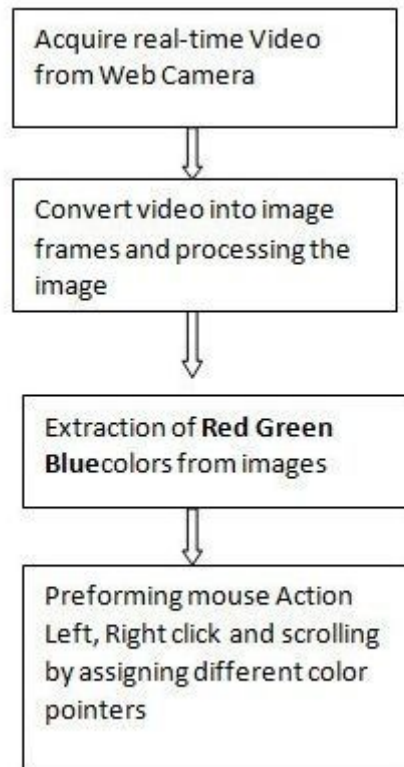 Acquire real-time Video
from Web Camera
Convert video into image
frames and processing the
image
Extraction of Red Green
Bluecolors from images
Preforming mouse Action
Left, Right click and scrolling
by assigning different color
pointers